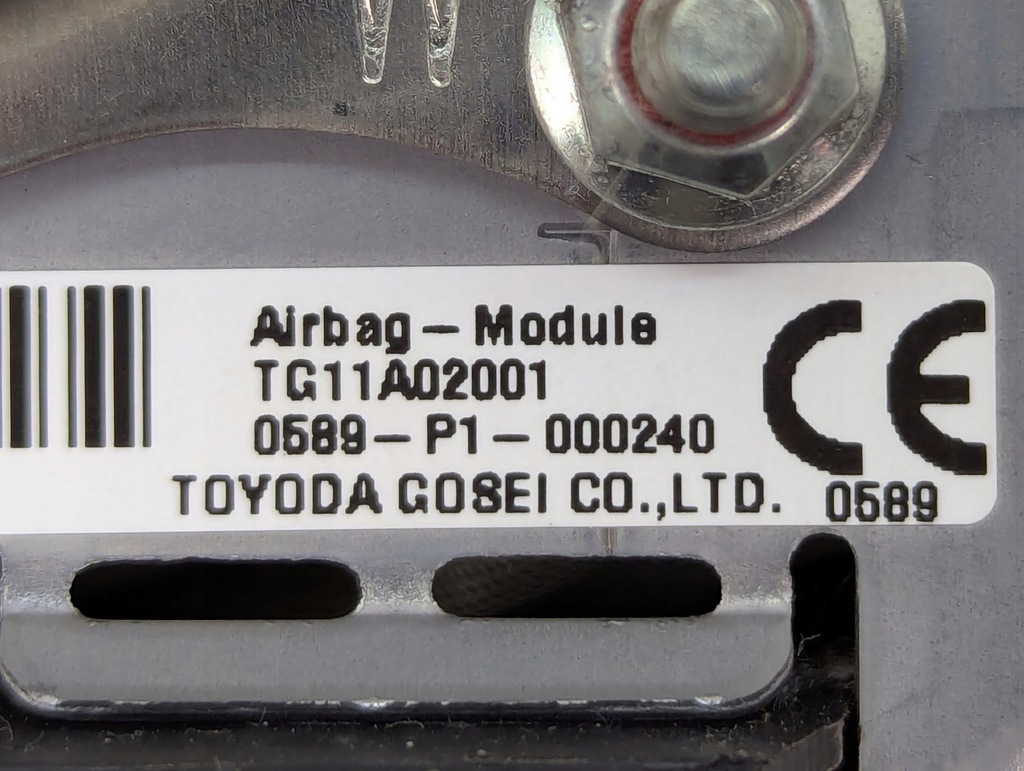 Airbag - Module
TG11A02001
0589 - P1 - 000240
TOYODA GOSEI CO.,LTD.
CE
0589